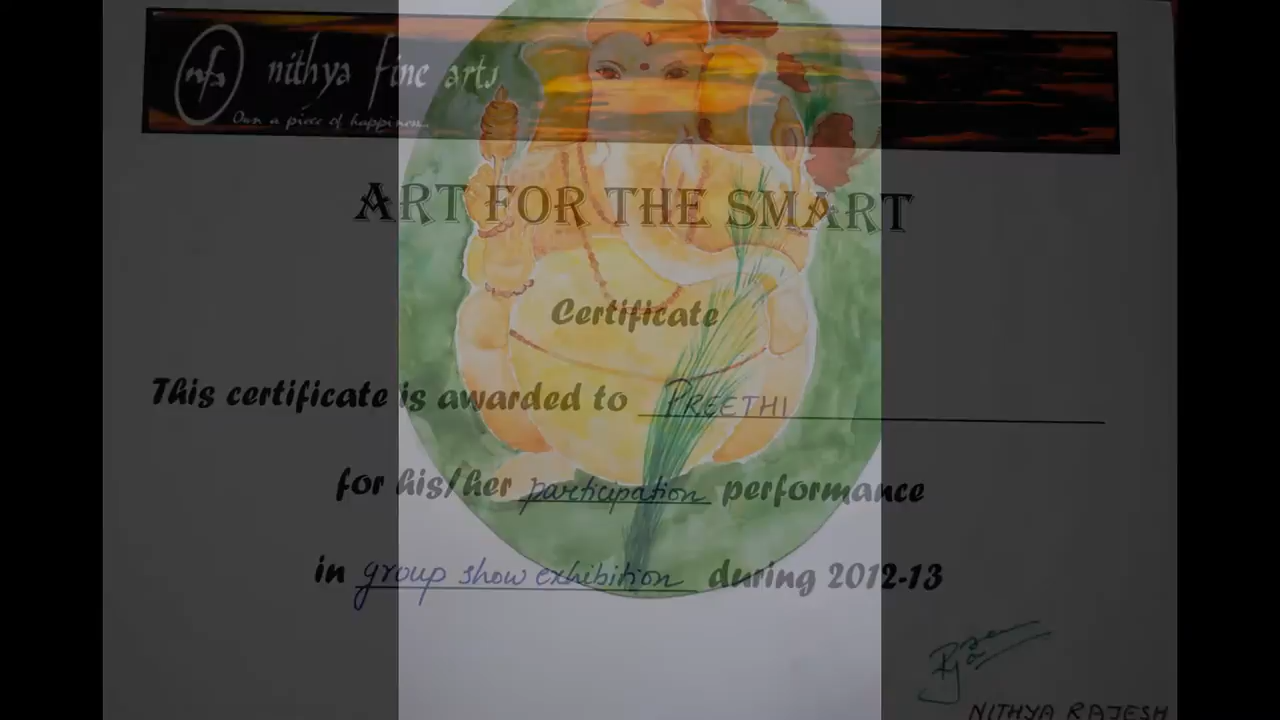 nfa
nithya fine arts
Own a piece of happiness..
ART FOR THE SMART
Certificate
This certificate is awarded to PREETHI
for his/her participation performance
in group show exhibition during 2012-13
NITHYA RAJESH